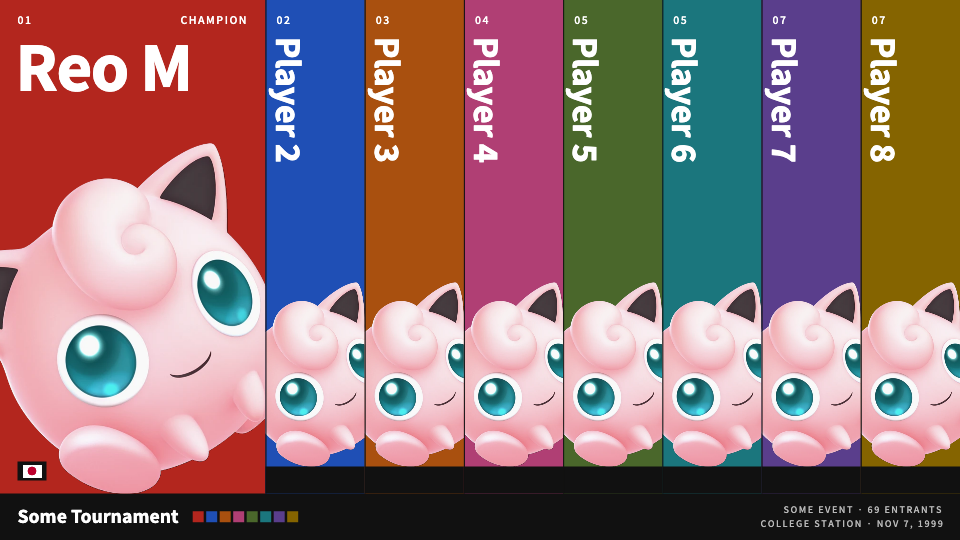 01 CHAMPION
Reo M
02
Player 2
03
Player 3
04
Player 4
05
Player 5
05
Player 6
07
Player 7
07
Player 8
Some Tournament
SOME EVENT · 69 ENTRANTS
COLLEGE STATION · NOV 7, 1999